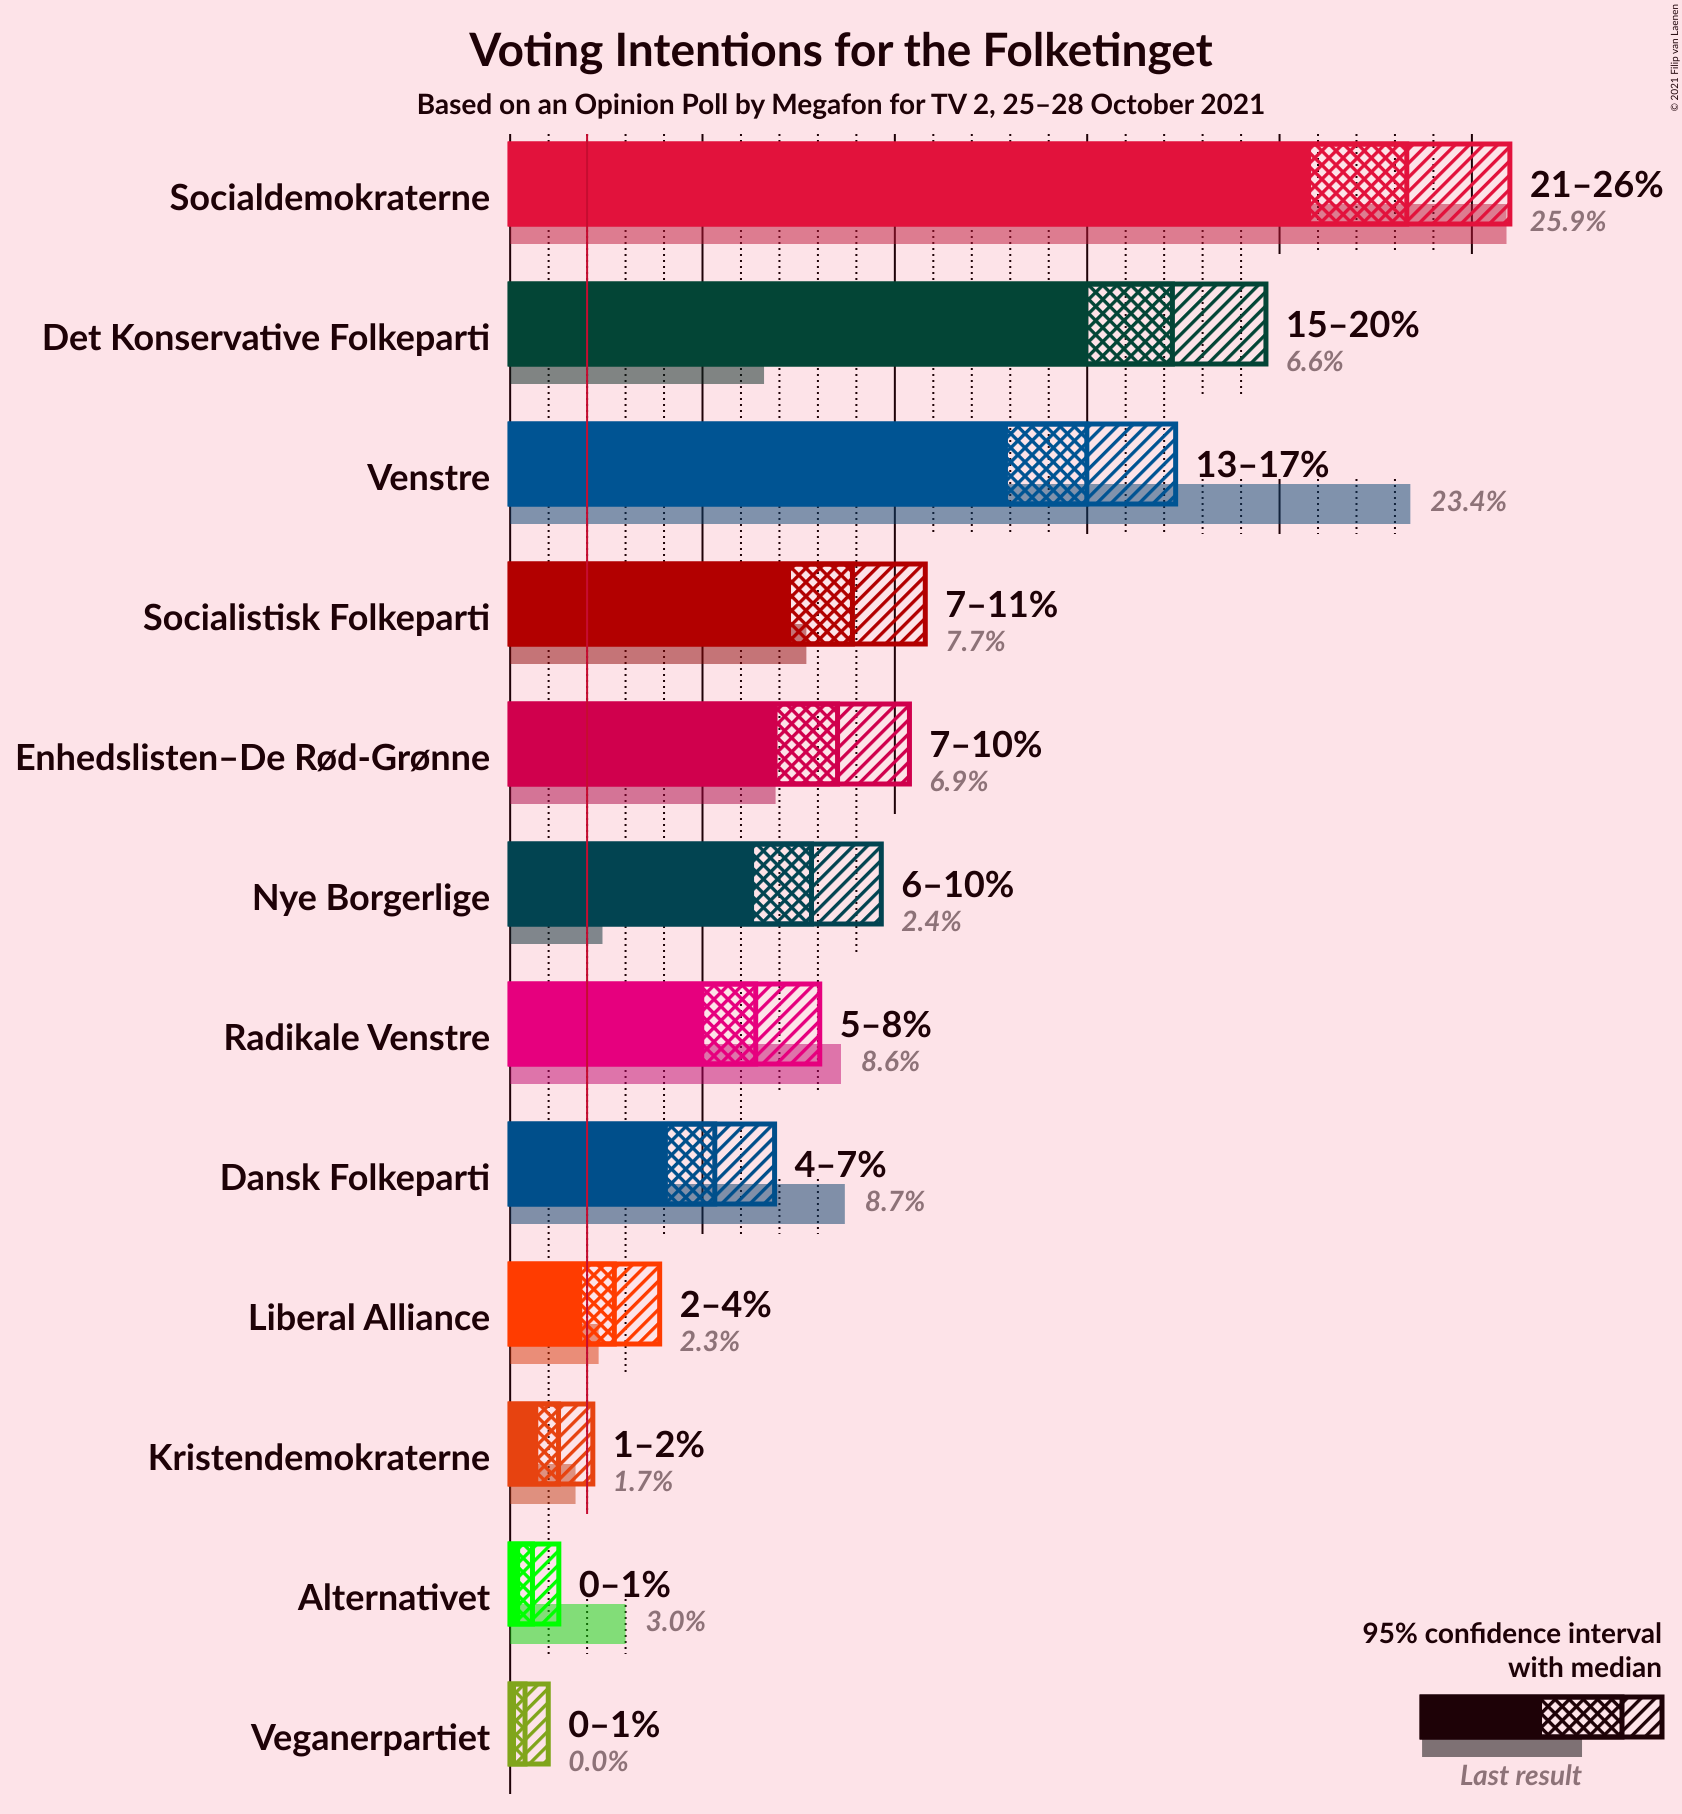 © 2021 Filip van Laenen
Voting Intentions for the Folketinget
Based on an Opinion Poll by Megafon for TV 2, 25–28 October 2021
Socialdemokraterne
21–26%
25.9%
Det Konservative Folkeparti
15–20%
6.6%
Venstre
13–17%
23.4%
Socialistisk Folkeparti
7–11%
7.7%
Enhedslisten–De Rød-Grønne
7–10%
6.9%
Nye Borgerlige
6–10%
2.4%
Radikale Venstre
5–8%
8.6%
Dansk Folkeparti
4–7%
8.7%
Liberal Alliance
2–4%
2.3%
Kristendemokraterne
1–2%
1.7%
Alternativet
0–1%
3.0%
Veganerpartiet
0–1%
0.0%
95% confidence interval
with median
Last result